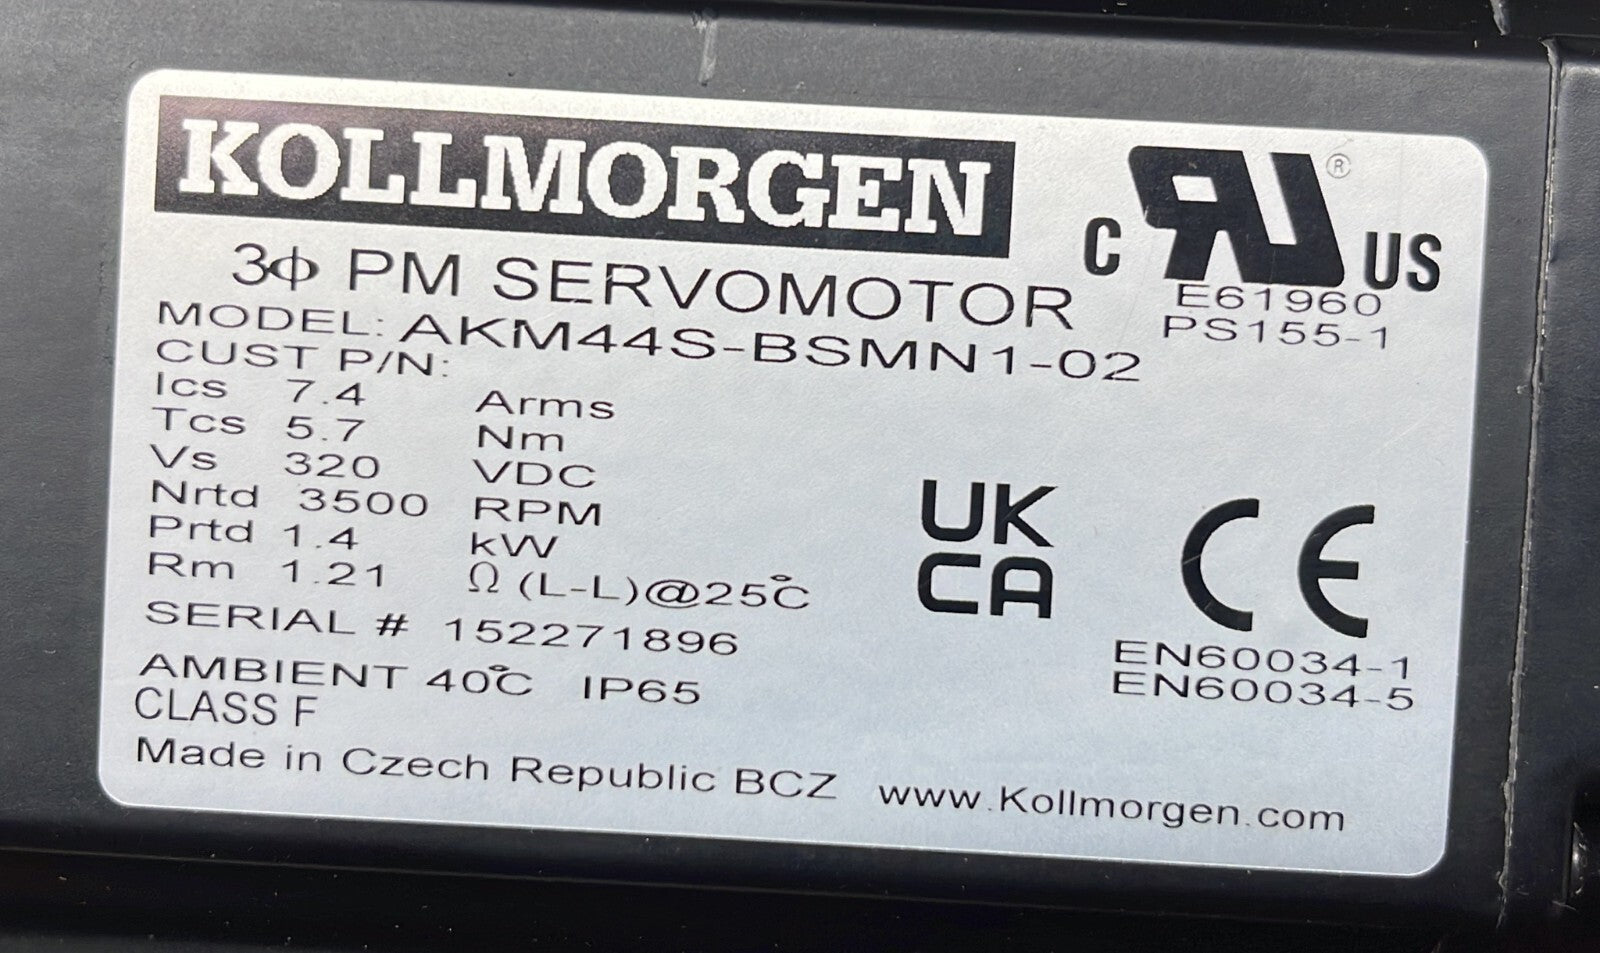 KOLLMORGEN
3ϕ PM SERVOMOTOR
MODEL: AKM44S-BSMN1-02
CUST P/N:
Ics 7.4 Arms
Tcs 5.7 Nm
Vs 320 VDC
Nrtd 3500 RPM
Prtd 1.4 kW
Rm 1.21 Ω (L-L)@25°C
SERIAL # 152271896
AMBIENT 40°C IP65
CLASS F
Made in Czech Republic BCZ www.Kollmorgen.com
C RU® US
E61960
PS155-1
UK
CA
CE
EN60034-1
EN60034-5